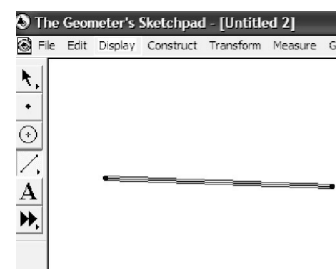 The Geometer's Sketchpad - [Untitled 2]
File Edit Display Construct Transform Measure G
A